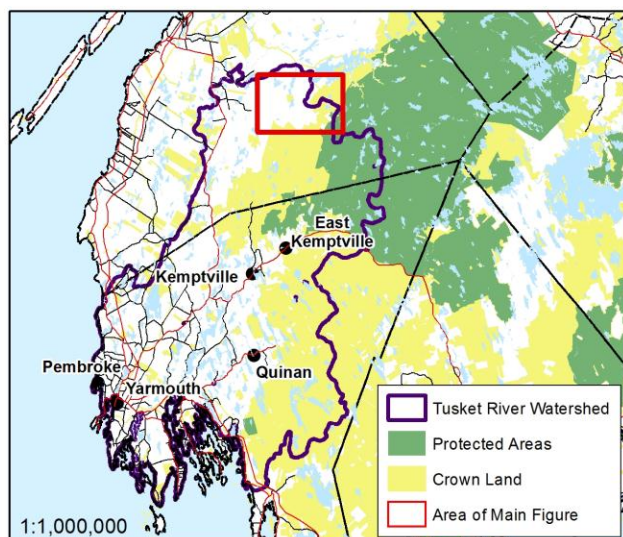 East
Kemptville
Kemptville
Quinan
Pembroke
Yarmouth
Tusket River Watershed
Protected Areas
Crown Land
Area of Main Figure
1:1,000,000